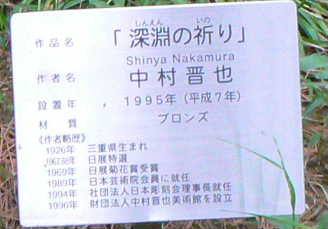 しんえん いの
作品名 「深淵の祈り」
Shinya Nakamura
作者名 中村晋也
設置年 , 1995年(平成7年)
材質 ブロンズ
《作者略歴》
1926年 三重県生まれ
1967.68年 日展特選
1969年 日展菊花賞受賞
1989年 日本芸術院会員に就任
1994年 社団法人日本彫刻会理事長就任
1996年 財団法人中村晋也美術館を設立